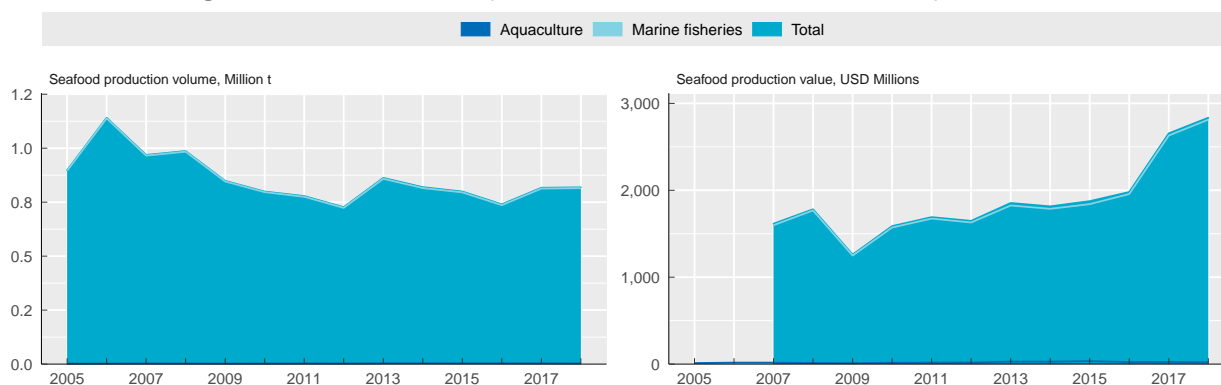 Aquaculture Marine fisheries Total
Seafood production volume, Million t
1.2
1.0
0.8
0.5
0.2
0.0
2005 2007 2009 2011 2013 2015 2017
Seafood production value, USD Millions
3,000
2,000
1,000
0
2005 2007 2009 2011 2013 2015 2017